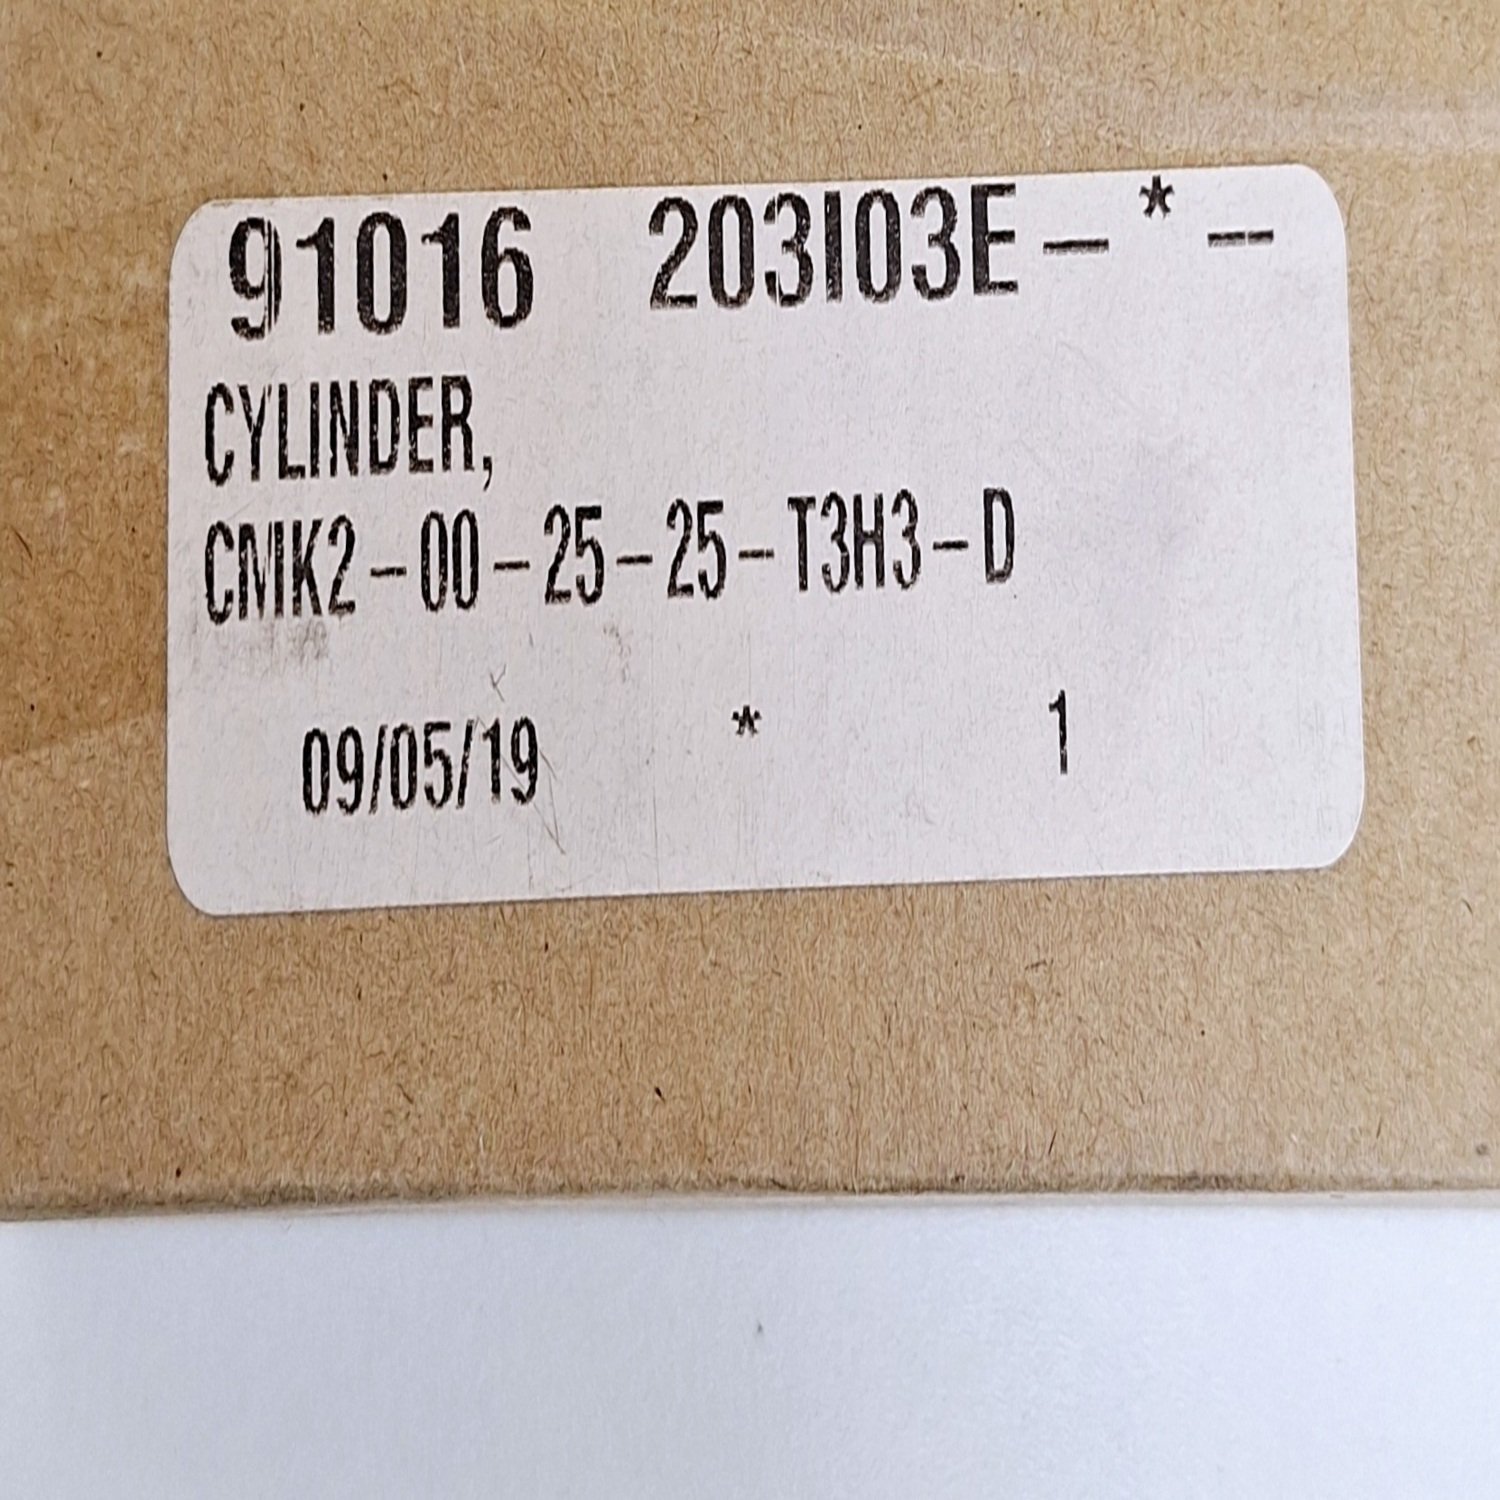 91016 203I03E-*--
CYLINDER,
CMK2-00-25-25-T3H3-D
09/05/19 * 1